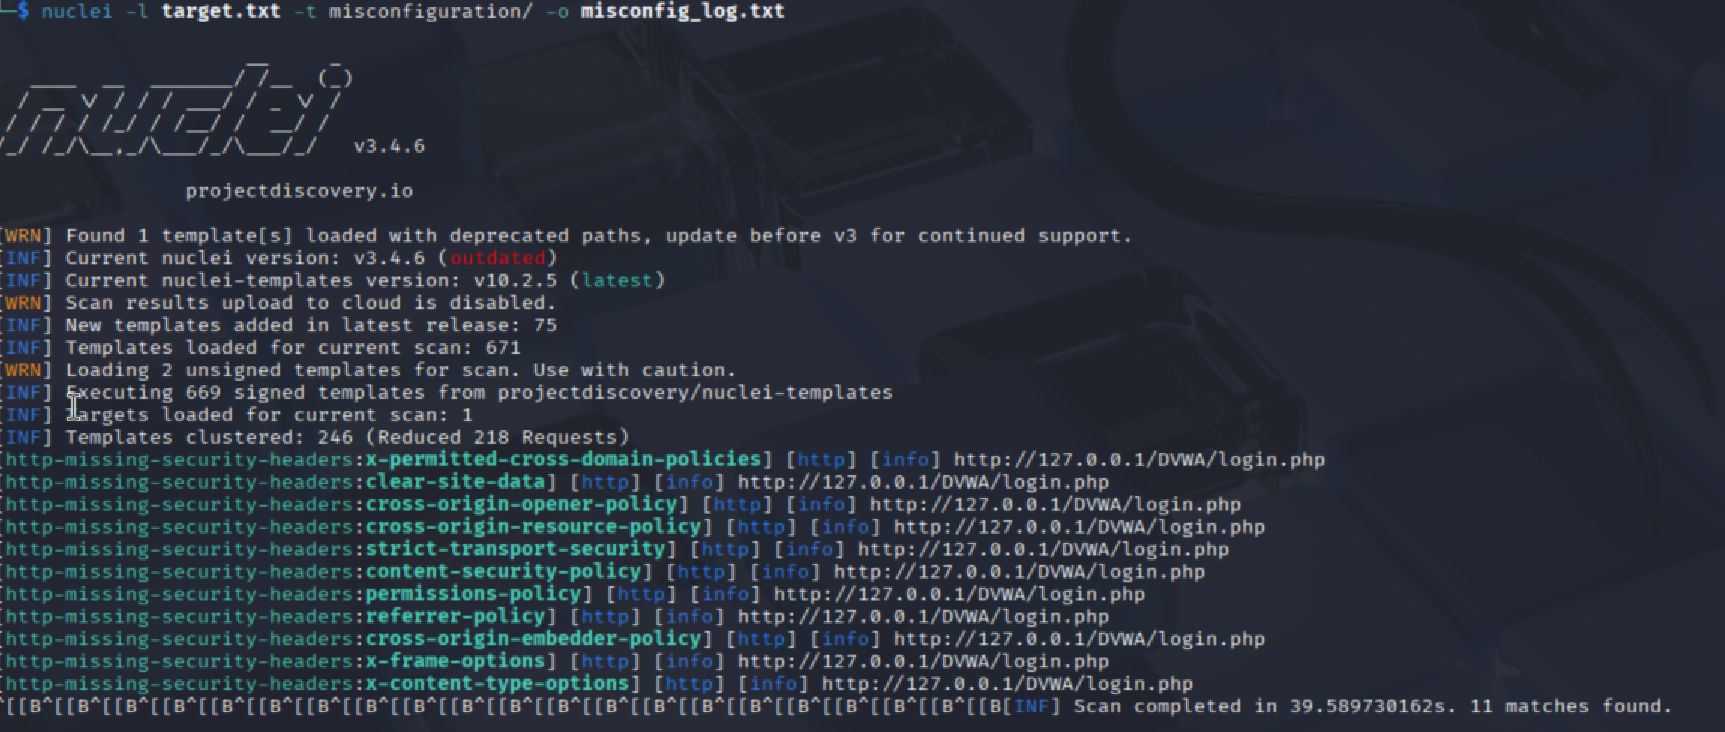 └─$ nuclei -l target.txt -t misconfiguration/ -o misconfig_log.txt
nuclei v3.4.6
projectdiscovery.io
[WRN] Found 1 template[s] loaded with deprecated paths, update before v3 for continued support.
[INF] Current nuclei version: v3.4.6 (outdated)
[INF] Current nuclei-templates version: v10.2.5 (latest)
[WRN] Scan results upload to cloud is disabled.
[INF] New templates added in latest release: 75
[INF] Templates loaded for current scan: 671
[WRN] Loading 2 unsigned templates for scan. Use with caution.
[INF] Executing 669 signed templates from projectdiscovery/nuclei-templates
[INF] Targets loaded for current scan: 1
[INF] Templates clustered: 246 (Reduced 218 Requests)
[http-missing-security-headers:x-permitted-cross-domain-policies] [http] [info] http://127.0.0.1/DVWA/login.php
[http-missing-security-headers:clear-site-data] [http] [info] http://127.0.0.1/DVWA/login.php
[http-missing-security-headers:cross-origin-opener-policy] [http] [info] http://127.0.0.1/DVWA/login.php
[http-missing-security-headers:cross-origin-resource-policy] [http] [info] http://127.0.0.1/DVWA/login.php
[http-missing-security-headers:strict-transport-security] [http] [info] http://127.0.0.1/DVWA/login.php
[http-missing-security-headers:content-security-policy] [http] [info] http://127.0.0.1/DVWA/login.php
[http-missing-security-headers:permissions-policy] [http] [info] http://127.0.0.1/DVWA/login.php
[http-missing-security-headers:referrer-policy] [http] [info] http://127.0.0.1/DVWA/login.php
[http-missing-security-headers:cross-origin-embedder-policy] [http] [info] http://127.0.0.1/DVWA/login.php
[http-missing-security-headers:x-frame-options] [http] [info] http://127.0.0.1/DVWA/login.php
[http-missing-security-headers:x-content-type-options] [http] [info] http://127.0.0.1/DVWA/login.php
^[[B^[[B^[[B^[[B^[[B^[[B^[[B^[[B^[[B^[[B^[[B^[[B^[[B^[[B^[[B^[[B^[[B^[[B^[[B^[[B^[[B[INF] Scan completed in 39.589730162s. 11 matches found.